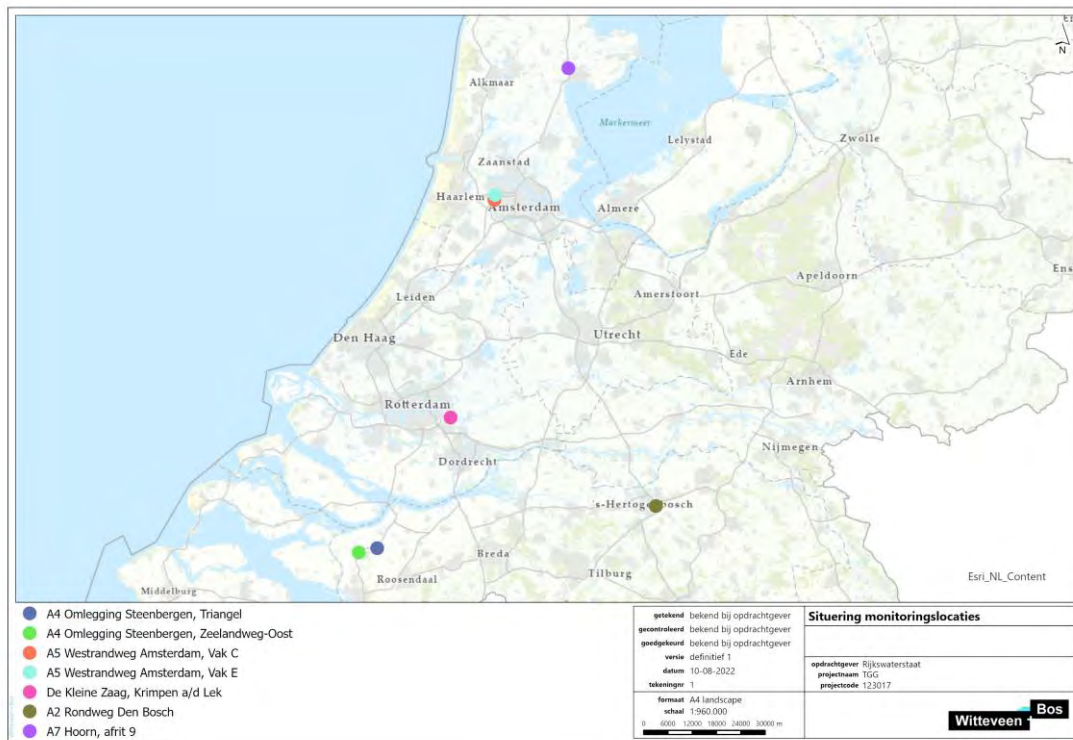 N
Alkmaar
Markermeer
Lelystad
Zwolle
Zaanstad
Haarlem
Amsterdam
Almere
Apeldoorn
Leiden
Amersfoort
Den Haag
Utrecht
Ede
Arnhem
Rotterdam
Nijmegen
Dordrecht
's-Hertogenbosch
Breda
Tilburg
Roosendaal
Middelburg
Esri_NL_Content
A4 Omlegging Steenbergen, Triangel
A4 Omlegging Steenbergen, Zeelandweg-Oost
A5 Westrandweg Amsterdam, Vak C
A5 Westrandweg Amsterdam, Vak E
De Kleine Zaag, Krimpen a/d Lek
A2 Rondweg Den Bosch
A7 Hoorn, afrit 9
getekend bekend bij opdrachtgever
gecontroleerd bekend bij opdrachtgever
goedgekeurd bekend bij opdrachtgever
versie definitief 1
datum 10-08-2022
tekeningnr 1
formaat A4 landscape
schaal 1:960.000
0 6000 12000 18000 24000 30000 m
Situering monitoringslocaties
opdrachtgever Rijkswaterstaat
projectnaam TGG
projectcode 123017
Witteveen + Bos